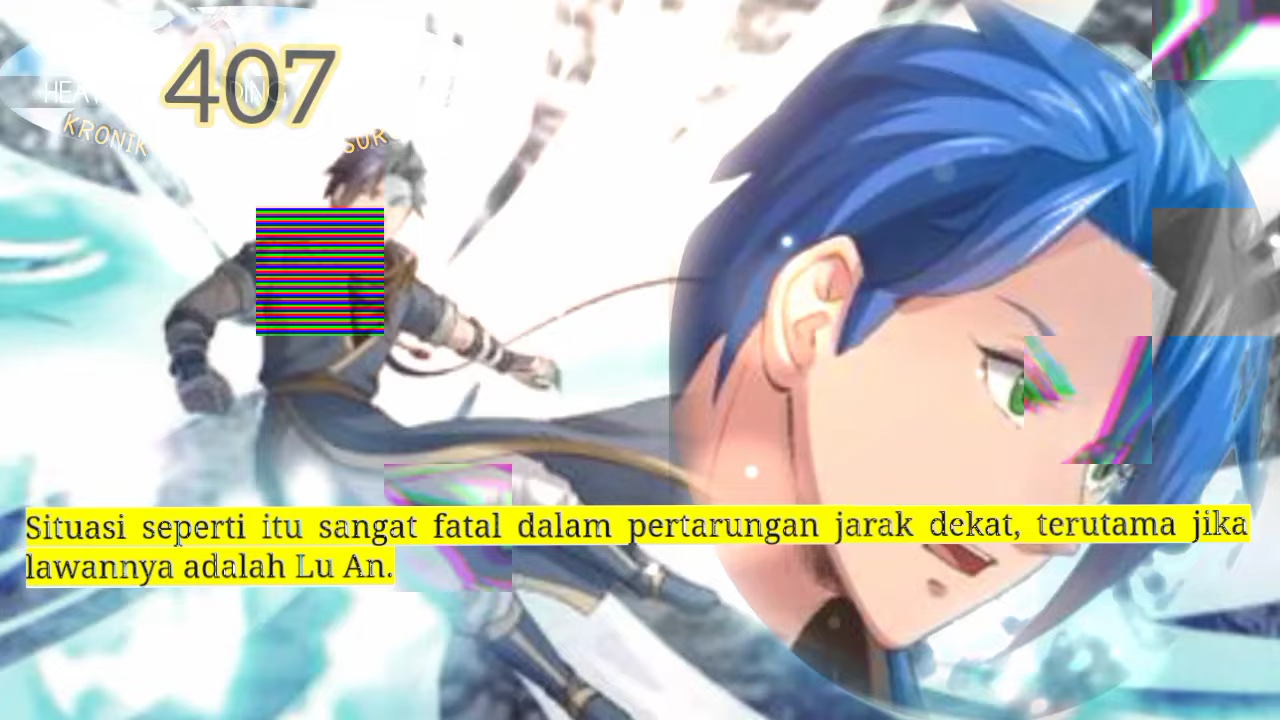 407
KRONIK
Situasi seperti itu sangat fatal dalam pertarungan jarak dekat, terutama jika
lawannya adalah Lu An.